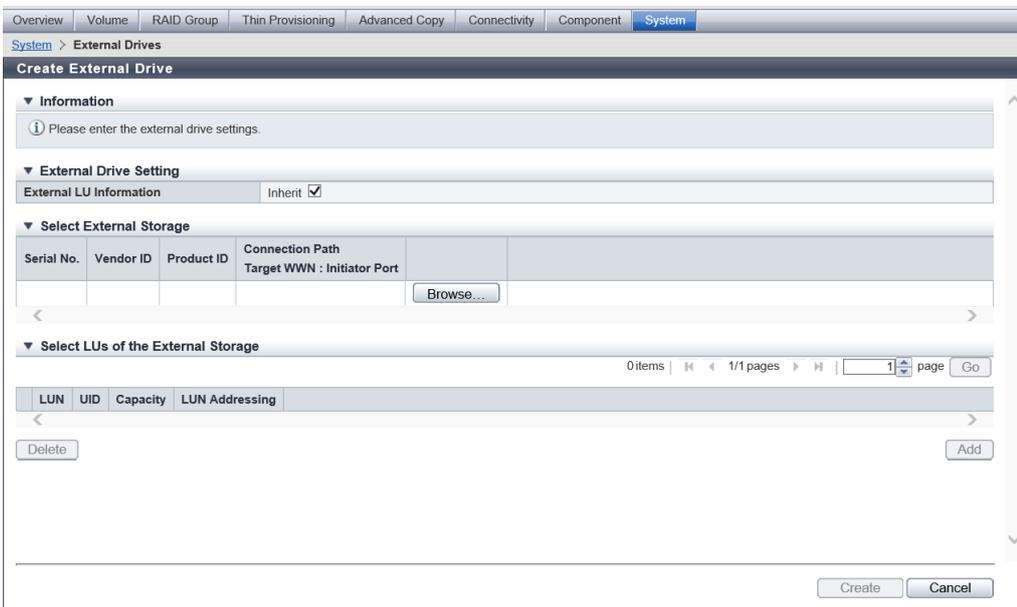 Overview Volume RAID Group Thin Provisioning Advanced Copy Connectivity Component System
System > External Drives
Create External Drive
Information
Please enter the external drive settings.
External Drive Setting
External LU Information Inherit
Select External Storage
Serial No. Vendor ID Product ID Connection Path
Target WWN : Initiator Port
Browse...
Select LUs of the External Storage
0 items 1/1 pages 1 page Go
LUN UID Capacity LUN Addressing
Delete Add
Create Cancel